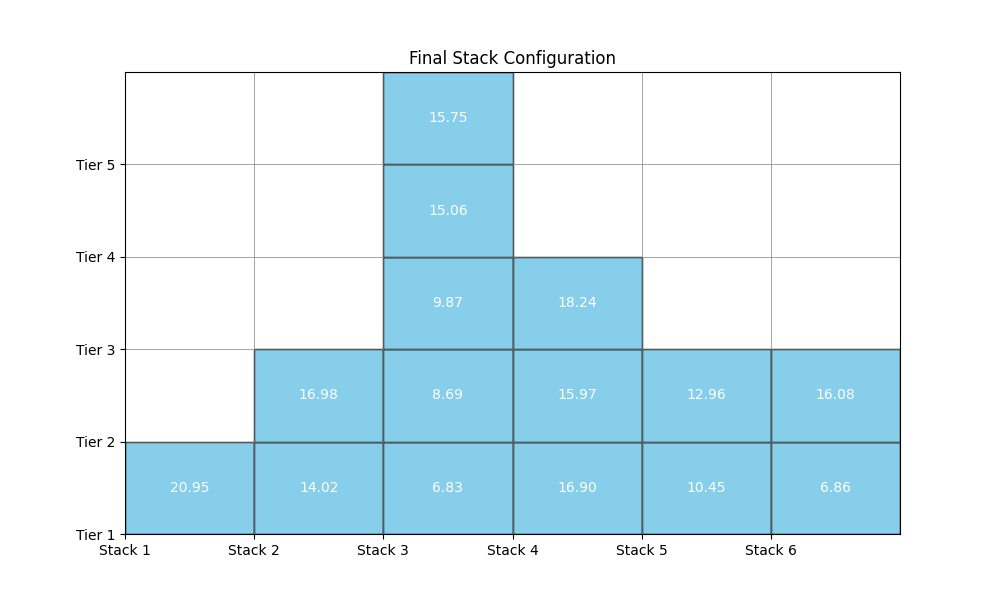 Final Stack Configuration
15.75
Tier 5
15.06
Tier 4
9.87 18.24
Tier 3
16.98 8.69 15.97 12.96 16.08
Tier 2
20.95 14.02 6.83 16.90 10.45 6.86
Tier 1
Stack 1 Stack 2 Stack 3 Stack 4 Stack 5 Stack 6